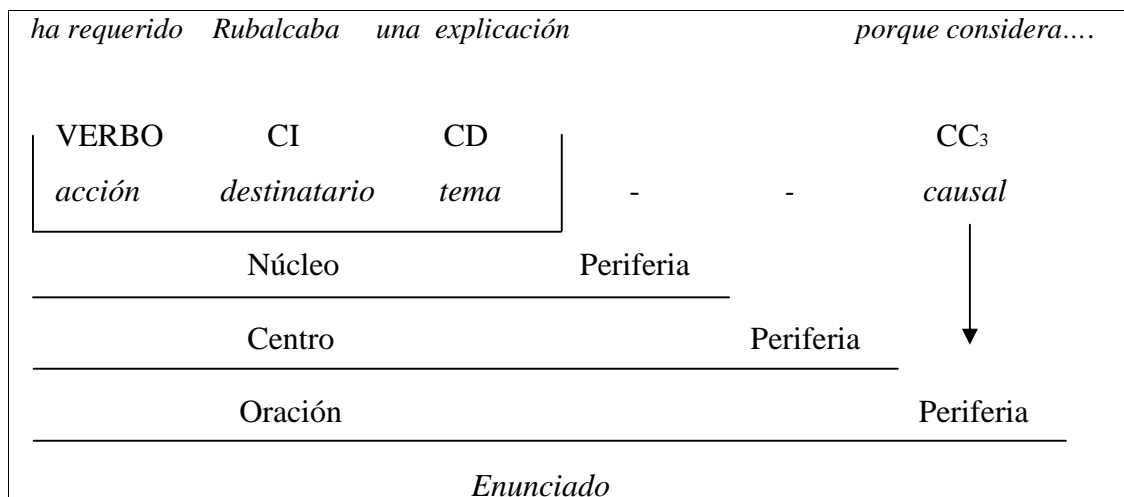 ha requerido Rubalcaba una explicación porque considera….
VERBO CI CD CC₃
acción destinatario tema - - causal
Núcleo Periferia
Centro Periferia
Oración Periferia
Enunciado